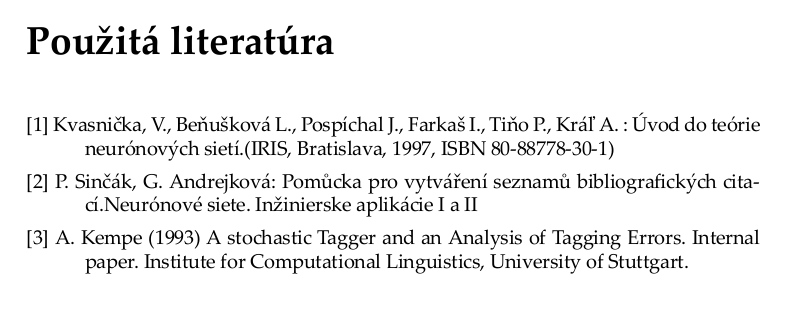 Použitá literatúra
[1] Kvasnička, V., Beňušková L., Pospíchal J., Farkaš I., Tiňo P., Kráľ A. : Úvod do teórie
neurónových sietí.(IRIS, Bratislava, 1997, ISBN 80-88778-30-1)
[2] P. Sinčák, G. Andrejková: Pomůcka pro vytváření seznamů bibliografických cita-
cí.Neurónové siete. Inžinierske aplikácie I a II
[3] A. Kempe (1993) A stochastic Tagger and an Analysis of Tagging Errors. Internal
paper. Institute for Computational Linguistics, University of Stuttgart.